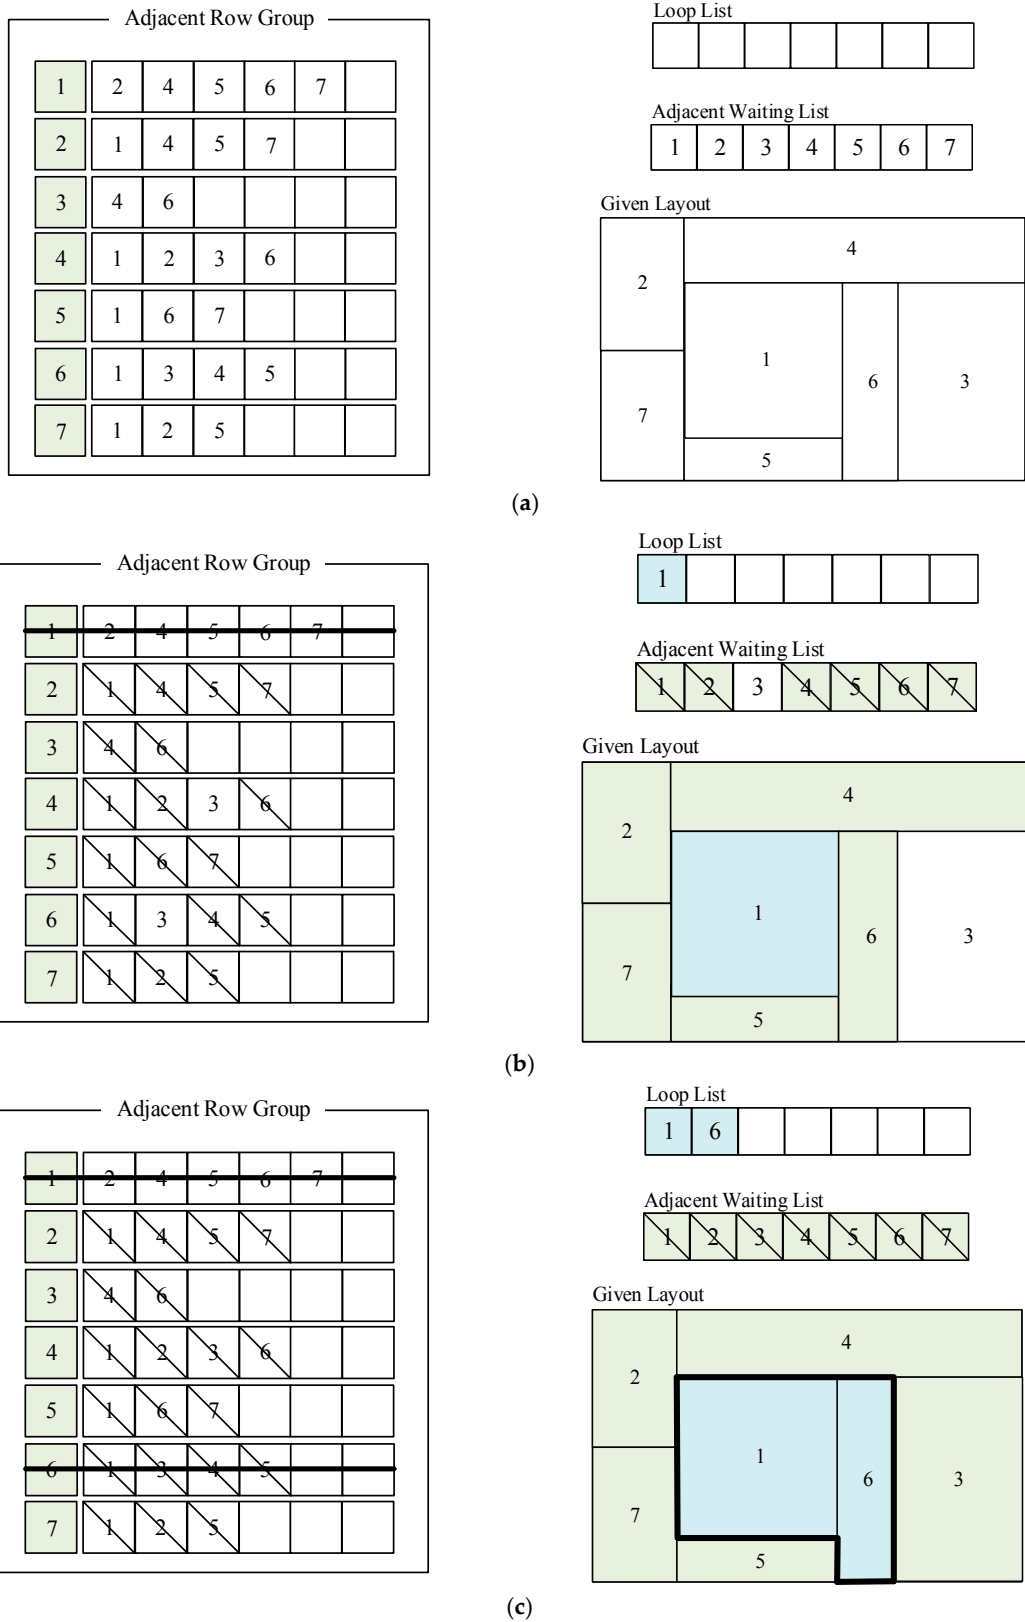 Adjacent Row Group
1 2 4 5 6 7
2 1 4 5 7
3 4 6
4 1 2 3 6
5 1 6 7
6 1 3 4 5
7 1 2 5
Loop List
Adjacent Waiting List
1 2 3 4 5 6 7
Given Layout
4
2
1
6 3
7
5
(a)
Adjacent Row Group
1 2 4 5 6 7
2 1 4 5 7
3 4 6
4 1 2 3 6
5 1 6 7
6 1 3 4 5
7 1 2 5
Loop List
1
Adjacent Waiting List
1 2 3 4 5 6 7
Given Layout
4
2
1
6 3
7
5
(b)
Adjacent Row Group
1 2 4 5 6 7
2 1 4 5 7
3 4 6
4 1 2 3 6
5 1 6 7
6 1 3 4 5
7 1 2 5
Loop List
1 6
Adjacent Waiting List
1 2 3 4 5 6 7
Given Layout
4
2
1
6 3
7
5
(c)